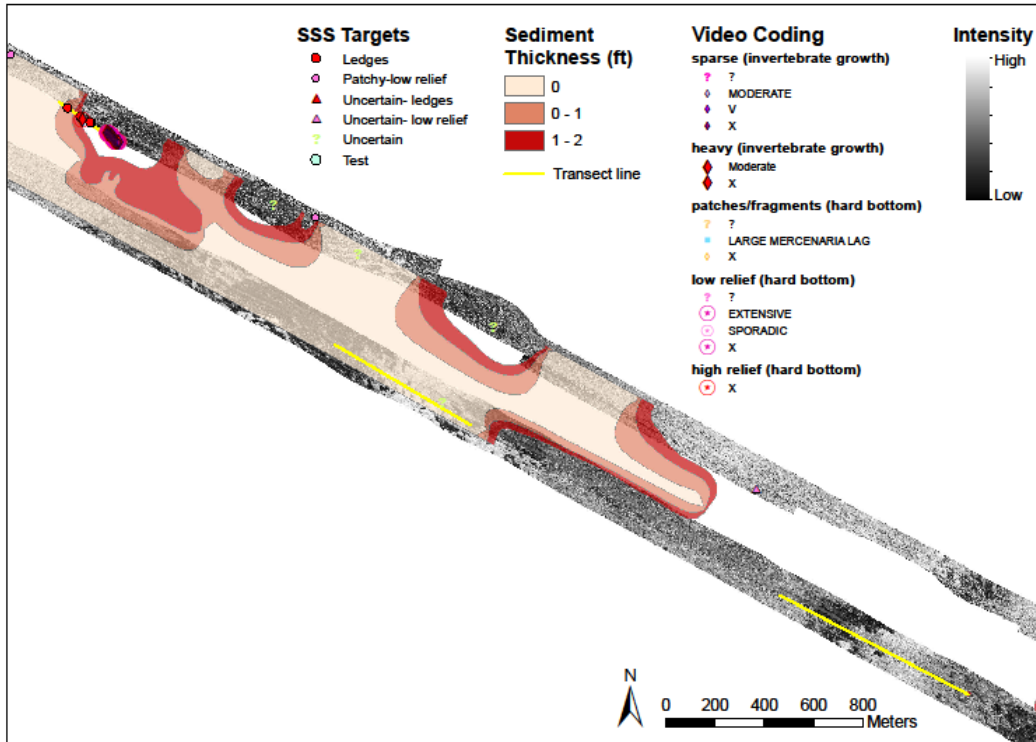 SSS Targets
Ledges
Patchy-low relief
Uncertain- ledges
Uncertain- low relief
? Uncertain
Test
Sediment
Thickness (ft)
0
0 - 1
1 - 2
Transect line
Video Coding
sparse (invertebrate growth)
? ?
MODERATE
V
X
heavy (invertebrate growth)
Moderate
X
patches/fragments (hard bottom)
? ?
LARGE MERCENARIA LAG
X
low relief (hard bottom)
? ?
EXTENSIVE
SPORADIC
X
high relief (hard bottom)
X
Intensity
High
Low
?
?
?
?
N
0 200 400 600 800
Meters